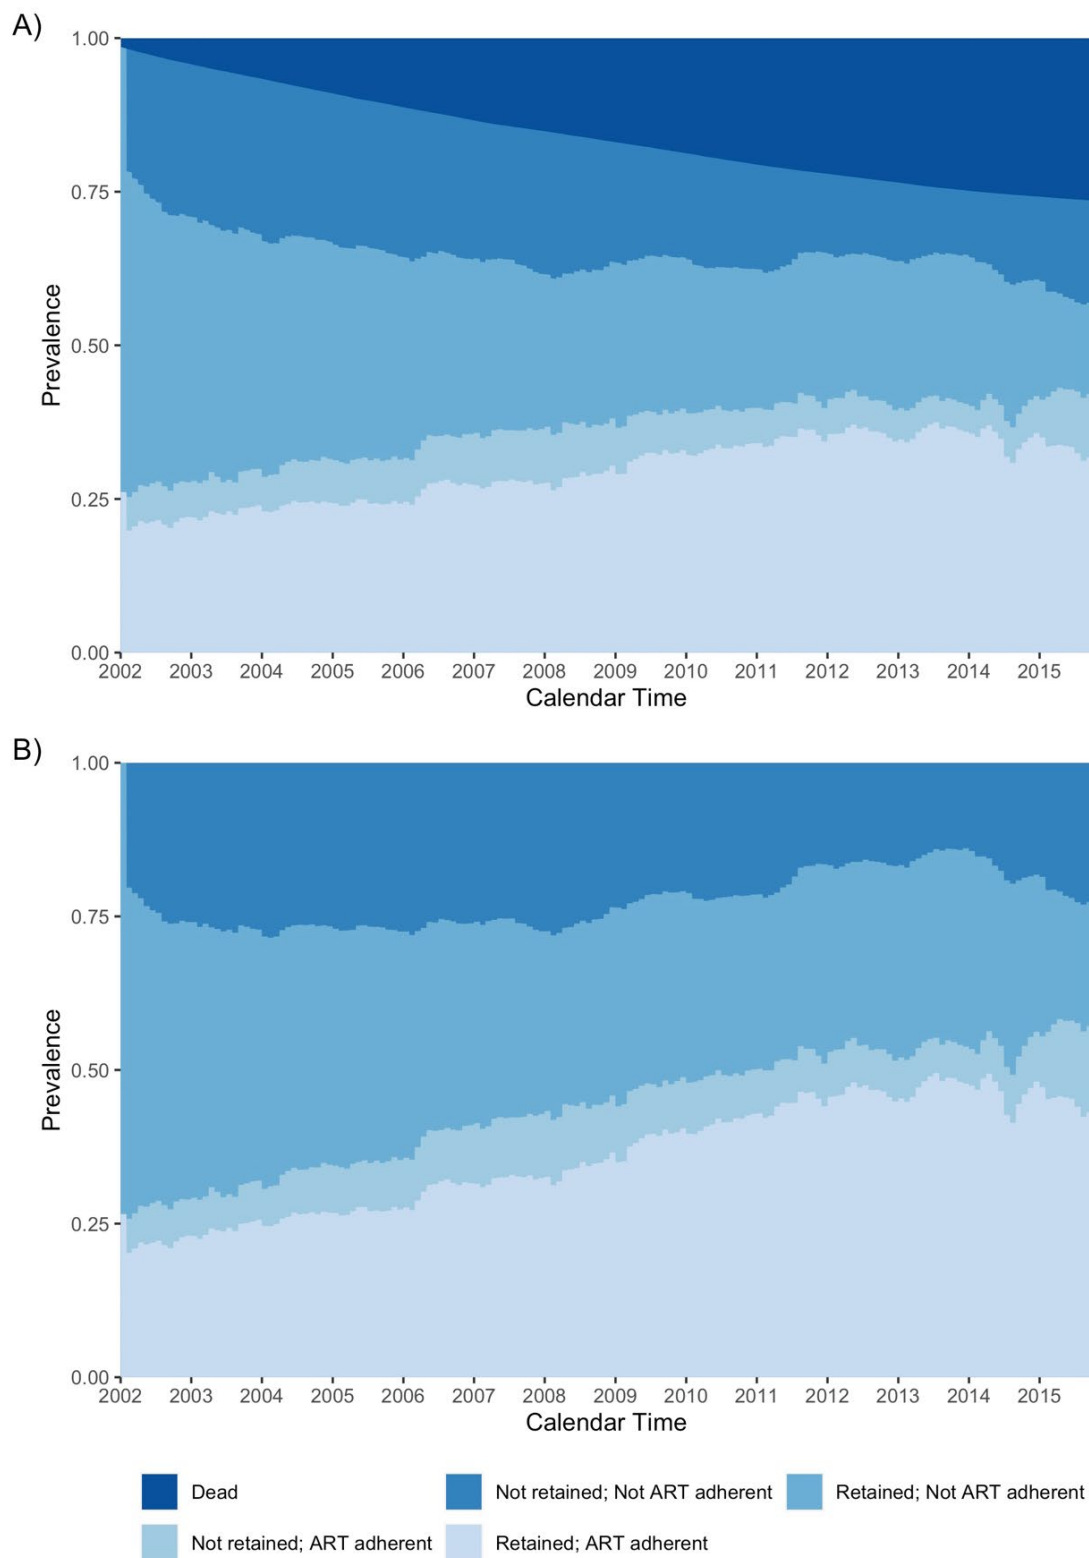 A)
1.00
0.75
0.50
0.25
0.00
Prevalence
2002 2003 2004 2005 2006 2007 2008 2009 2010 2011 2012 2013 2014 2015
Calendar Time
B)
1.00
0.75
0.50
0.25
0.00
Prevalence
2002 2003 2004 2005 2006 2007 2008 2009 2010 2011 2012 2013 2014 2015
Calendar Time
Dead Not retained; Not ART adherent Retained; Not ART adherent
Not retained; ART adherent Retained; ART adherent